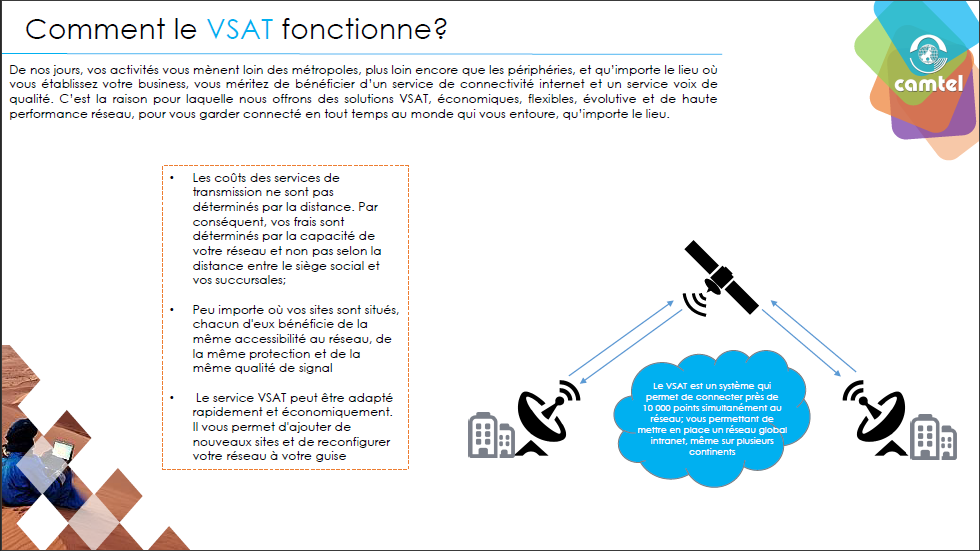 Comment le VSAT fonctionne?
camtel
De nos jours, vos activités vous mènent loin des métropoles, plus loin encore que les périphéries, et qu’importe le lieu où
vous établissez votre business, vous méritez de bénéficier d’un service de connectivité internet et un service voix de
qualité. C’est la raison pour laquelle nous offrons des solutions VSAT, économiques, flexibles, évolutive et de haute
performance réseau, pour vous garder connecté en tout temps au monde qui vous entoure, qu’importe le lieu.
• Les coûts des services de
transmission ne sont pas
déterminés par la distance. Par
conséquent, vos frais sont
déterminés par la capacité de
votre réseau et non pas selon la
distance entre le siège social et
vos succursales;
• Peu importe où vos sites sont situés,
chacun d'eux bénéficie de la
même accessibilité au réseau, de
la même protection et de la
même qualité de signal
• Le service VSAT peut être adapté
rapidement et économiquement.
Il vous permet d'ajouter de
nouveaux sites et de reconfigurer
votre réseau à votre guise
Le VSAT est un système qui
permet de connecter près de
10 000 points simultanément au
réseau; vous permettant de
mettre en place un réseau global
intranet, même sur plusieurs
continents